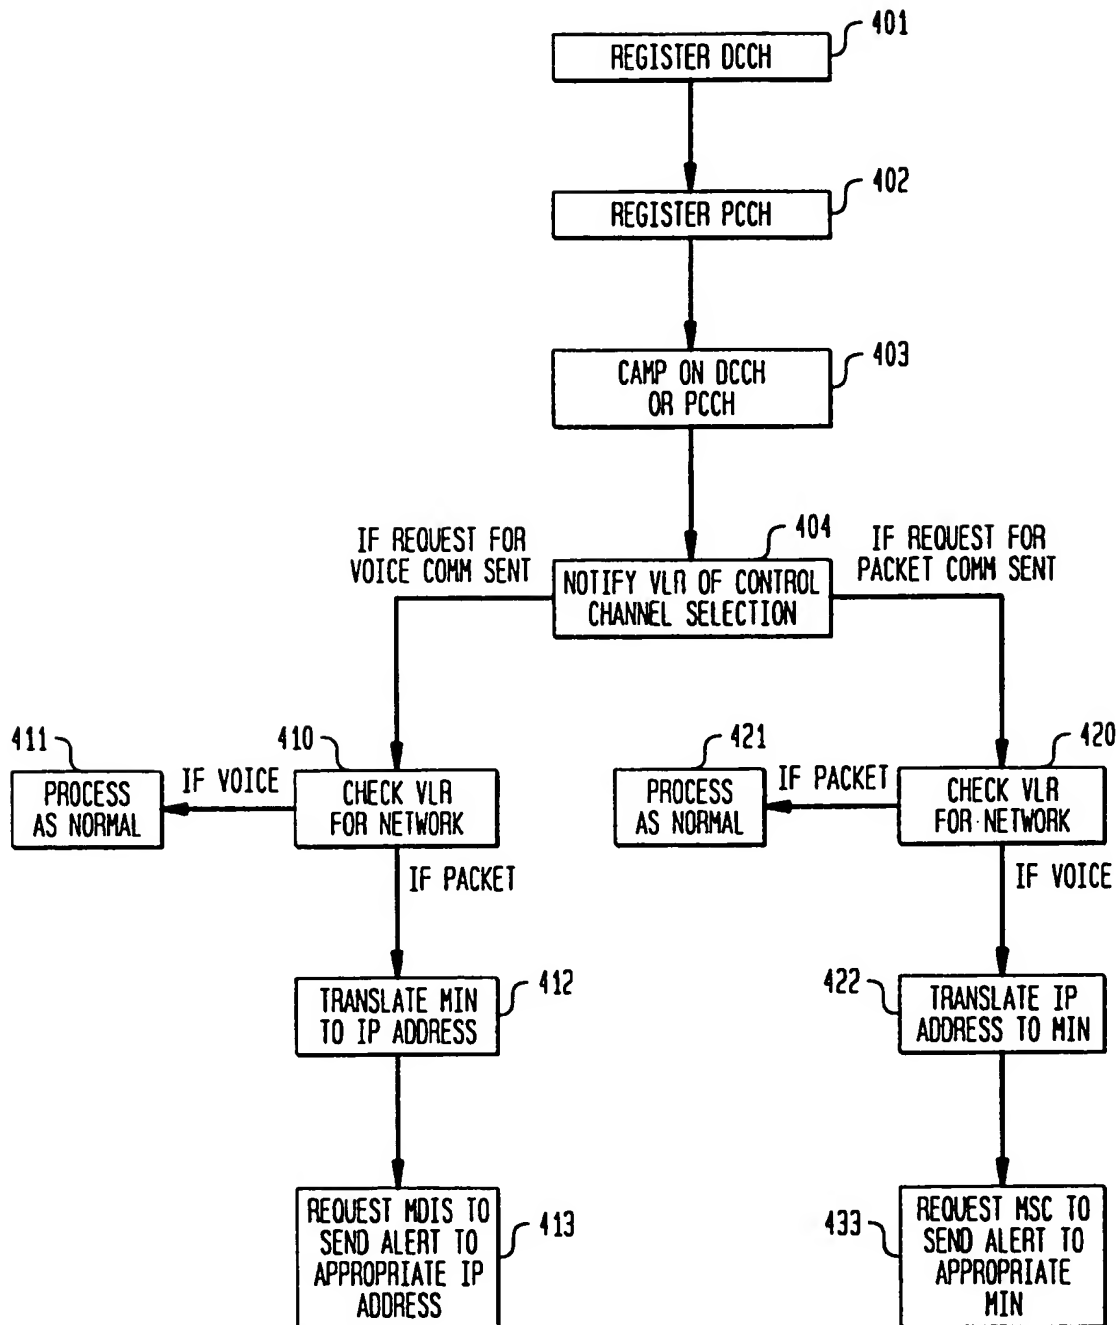 401
REGISTER DCCH
402
REGISTER PCCH
403
CAMP ON DCCH
OR PCCH
404
IF REQUEST FOR
VOICE COMM SENT
IF REQUEST FOR
PACKET COMM SENT
NOTIFY VLR OF CONTROL
CHANNEL SELECTION
411
PROCESS
AS NORMAL
IF VOICE
410
CHECK VLR
FOR NETWORK
421
PROCESS
AS NORMAL
IF PACKET
420
CHECK VLR
FOR NETWORK
IF PACKET
IF VOICE
412
TRANSLATE MIN
TO IP ADDRESS
422
TRANSLATE IP
ADDRESS TO MIN
REQUEST MDIS TO
SEND ALERT TO
APPROPRIATE IP
ADDRESS
413
433
REQUEST MSC TO
SEND ALERT TO
APPROPRIATE
MIN